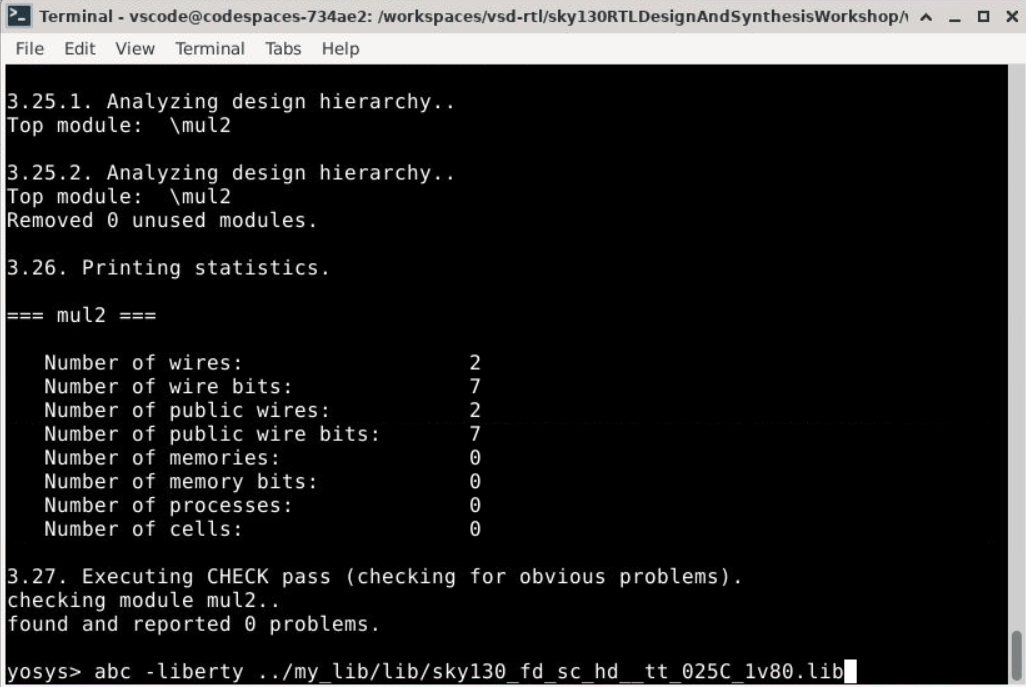 Terminal - vscode@codespaces-734ae2: /workspaces/vsd-rtl/sky130RTLDesignAndSynthesisWorkshop/
File Edit View Terminal Tabs Help
3.25.1. Analyzing design hierarchy..
Top module:  \mul2
3.25.2. Analyzing design hierarchy..
Top module:  \mul2
Removed 0 unused modules.
3.26. Printing statistics.
=== mul2 ===
Number of wires: 2
Number of wire bits: 7
Number of public wires: 2
Number of public wire bits: 7
Number of memories: 0
Number of memory bits: 0
Number of processes: 0
Number of cells: 0
3.27. Executing CHECK pass (checking for obvious problems).
checking module mul2..
found and reported 0 problems.
yosys> abc -liberty ../my_lib/lib/sky130_fd_sc_hd__tt_025C_1v80.lib